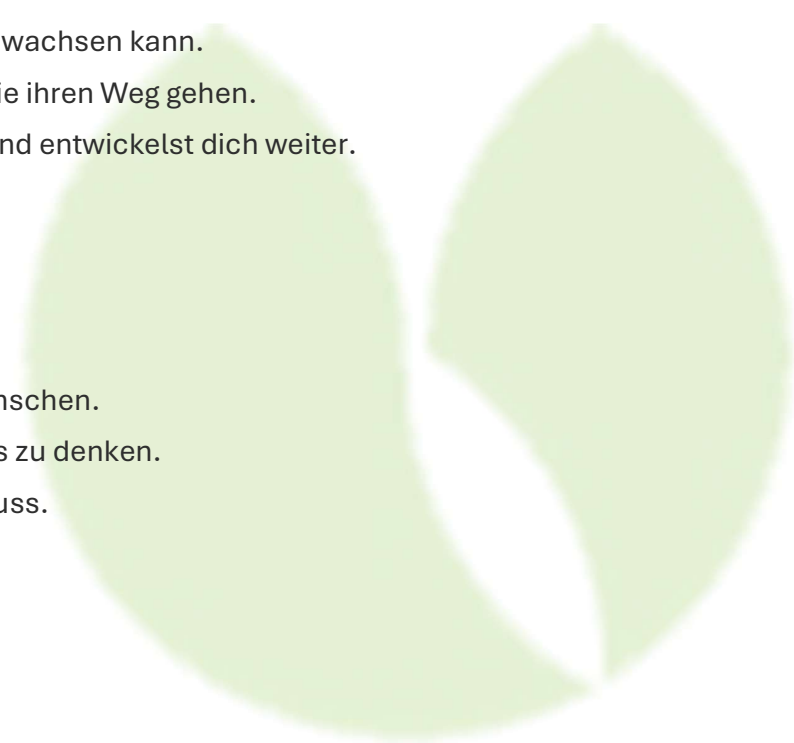 wachsen kann.
ie ihren Weg gehen.
nd entwickelst dich weiter.
nschen.
s zu denken.
uss.